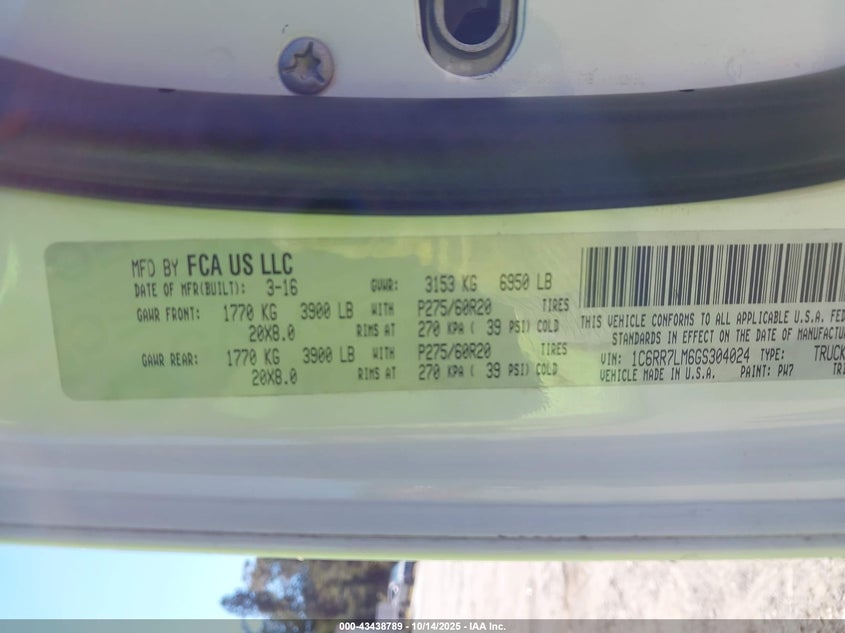 MFD BY FCA US LLC
DATE OF MFR(BUILT): 3-16 GVWR: 3153 KG 6950 LB
GAWR FRONT: 1770 KG 3900 LB WITH P275/60R20 TIRES
20X8.0 RIMS AT 270 KPA ( 39 PSI) COLD
GAWR REAR: 1770 KG 3900 LB WITH P275/60R20 TIRES
20X8.0 RIMS AT 270 KPA ( 39 PSI) COLD
THIS VEHICLE CONFORMS TO ALL APPLICABLE U.S.A. FED
STANDARDS IN EFFECT ON THE DATE OF MANUFACTU
VIN: 1C6RR7LM6GS304024 TYPE: TRUCK
VEHICLE MADE IN U.S.A. PAINT: PW7 TRI
000-43438789 - 10/14/2025 - IAA Inc.